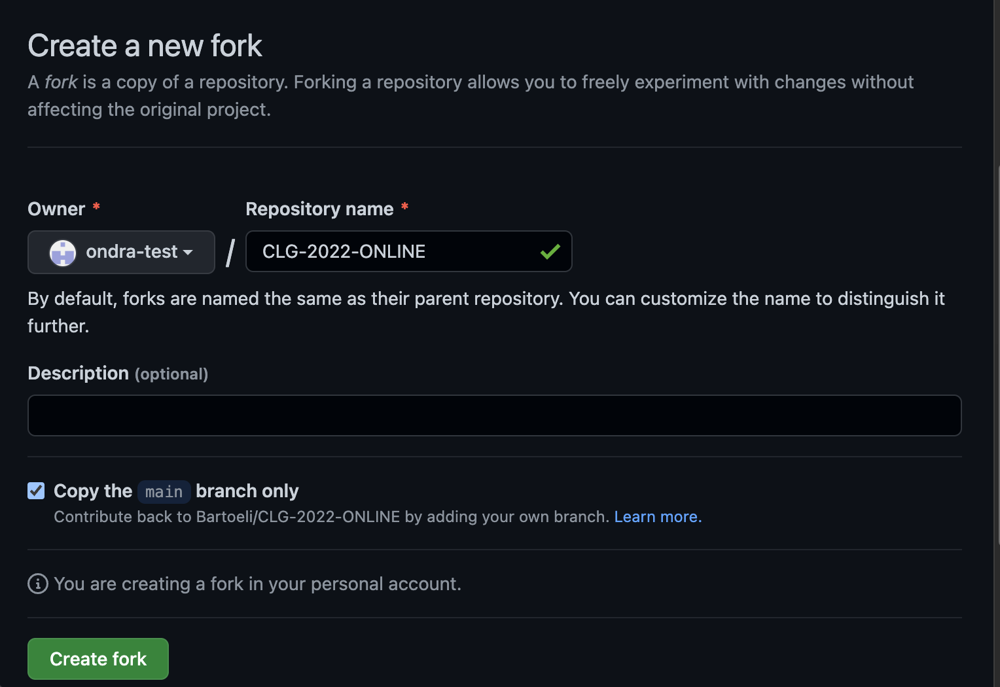 Create a new fork
A fork is a copy of a repository. Forking a repository allows you to freely experiment with changes without
affecting the original project.
Owner * Repository name *
ondra-test / CLG-2022-ONLINE
By default, forks are named the same as their parent repository. You can customize the name to distinguish it
further.
Description (optional)
Copy the main branch only
Contribute back to Bartoeli/CLG-2022-ONLINE by adding your own branch. Learn more.
You are creating a fork in your personal account.
Create fork